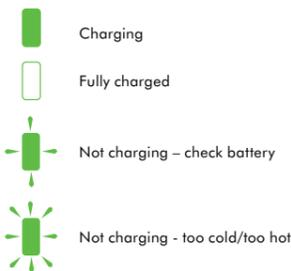 Charging
Fully charged
Not charging – check battery
Not charging - too cold/too hot